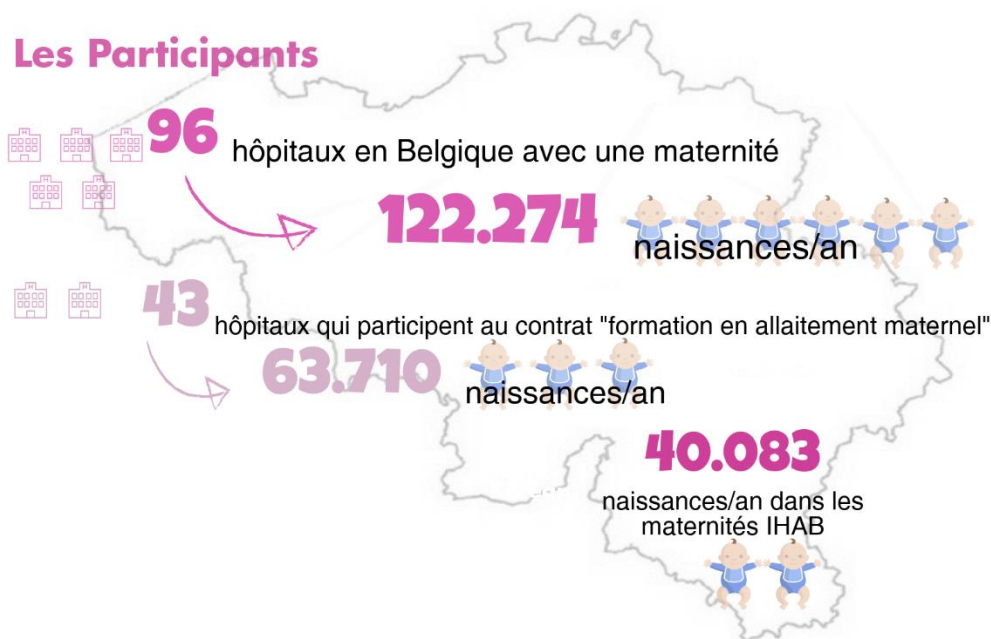 Les Participants
96
hôpitaux en Belgique avec une maternité
122.274
naissances/an
43
hôpitaux qui participent au contrat "formation en allaitement maternel"
63.710
naissances/an
40.083
naissances/an dans les
maternités IHAB